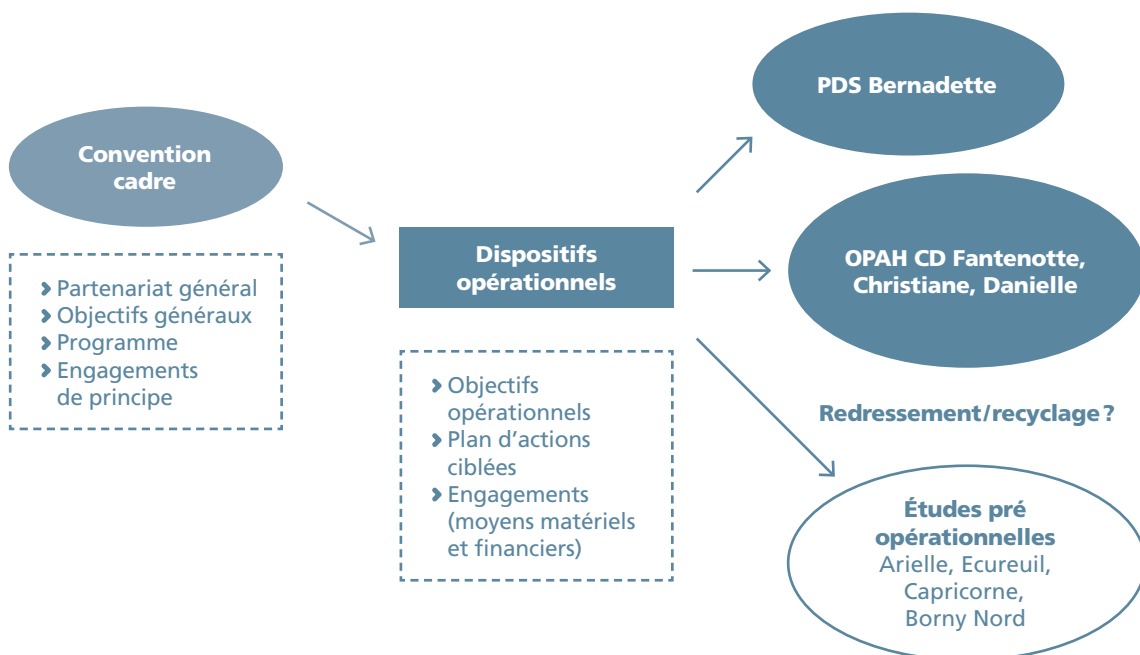 Convention
cadre
❯ Partenariat général
❯ Objectifs généraux
❯ Programme
❯ Engagements
de principe
Dispositifs
opérationnels
❯ Objectifs
opérationnels
❯ Plan d’actions
ciblées
❯ Engagements
(moyens matériels
et financiers)
PDS Bernadette
OPAH CD Fantenotte,
Christiane, Danielle
Redressement/recyclage ?
Études pré
opérationnelles
Arielle, Ecureuil,
Capricorne,
Borny Nord